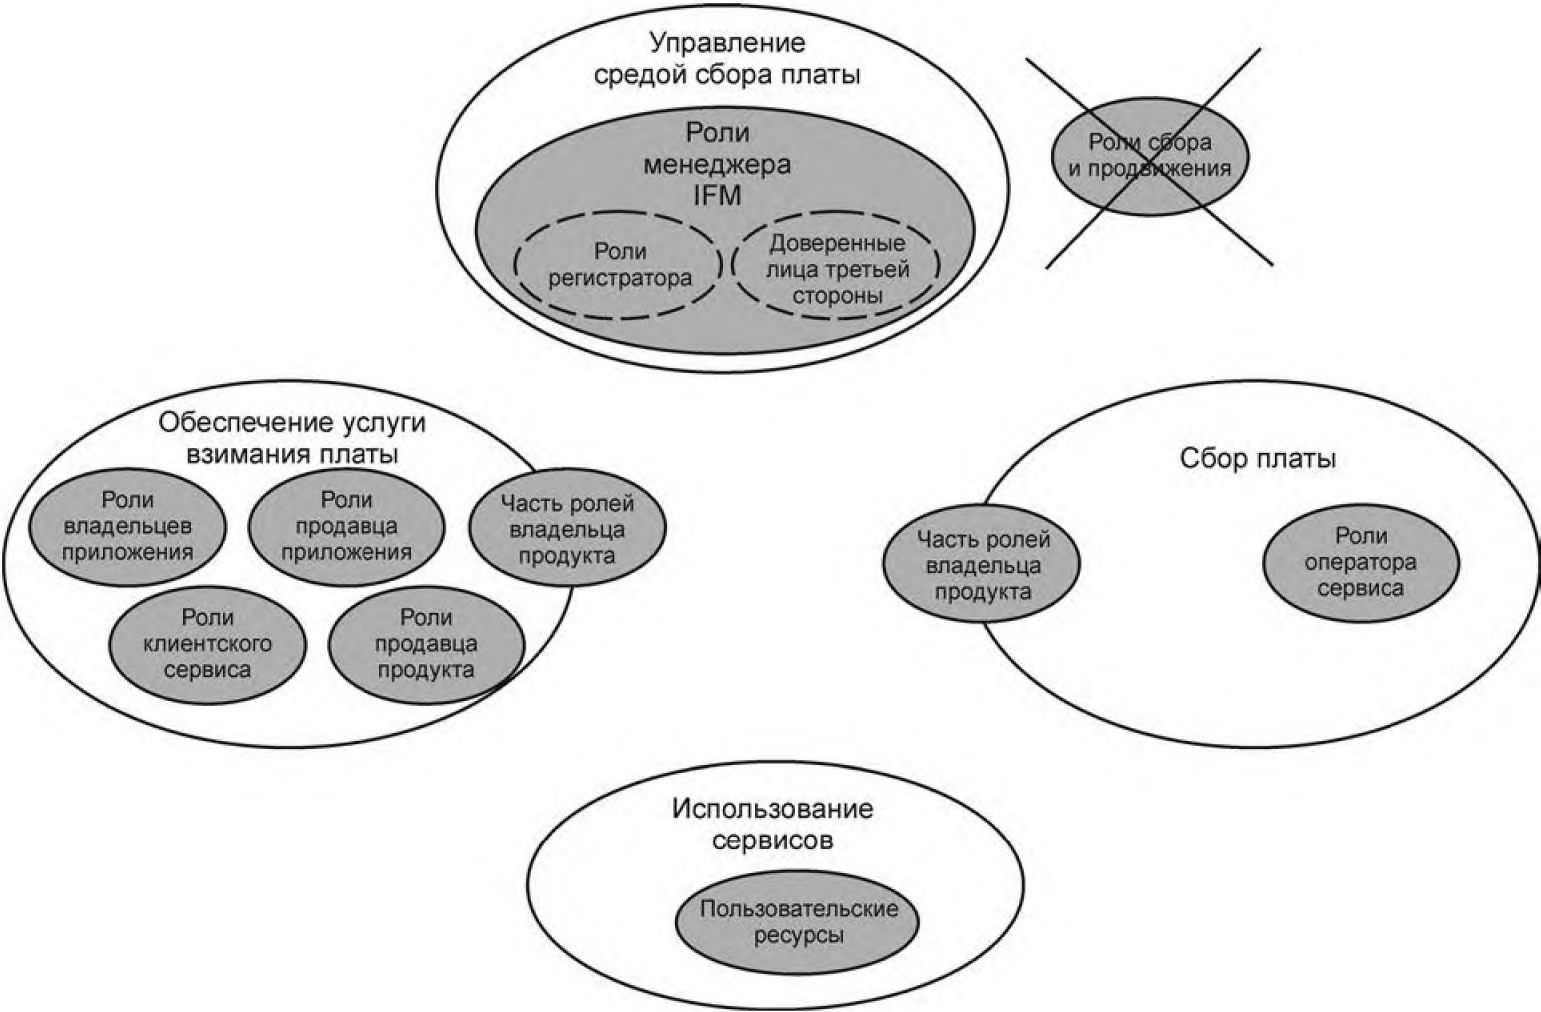 Управление
средой сбора платы
Роли
менеджера
IFM
Роли
регистратора
Доверенные
лица третьей
стороны
Роли сбора
и продвижения
Обеспечение услуги
взимания платы
Роли
владельцев
приложения
Роли
продавца
приложения
Часть ролей
владельца
продукта
Роли
клиентского
сервиса
Роли
продавца
продукта
Сбор платы
Часть ролей
владельца
продукта
Роли
оператора
сервиса
Использование
сервисов
Пользовательские
ресурсы